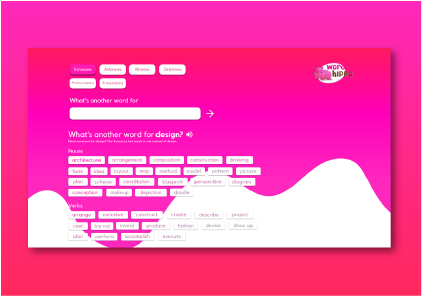 Synonyms Antonyms Rhymes Definitions
Pronunciations Translations
word
hippo
What's another word for
What's another word for design?
Nouns
architecture arrangement composition construction drawing
form idea layout map method model pattern picture
plan scheme constitution blueprint perspective diagram
conception makeup depiction doodle
Verbs
arrange conceive construct create describe project
cast lay out invent produce fashion devise draw up
plan perform accomplish execute